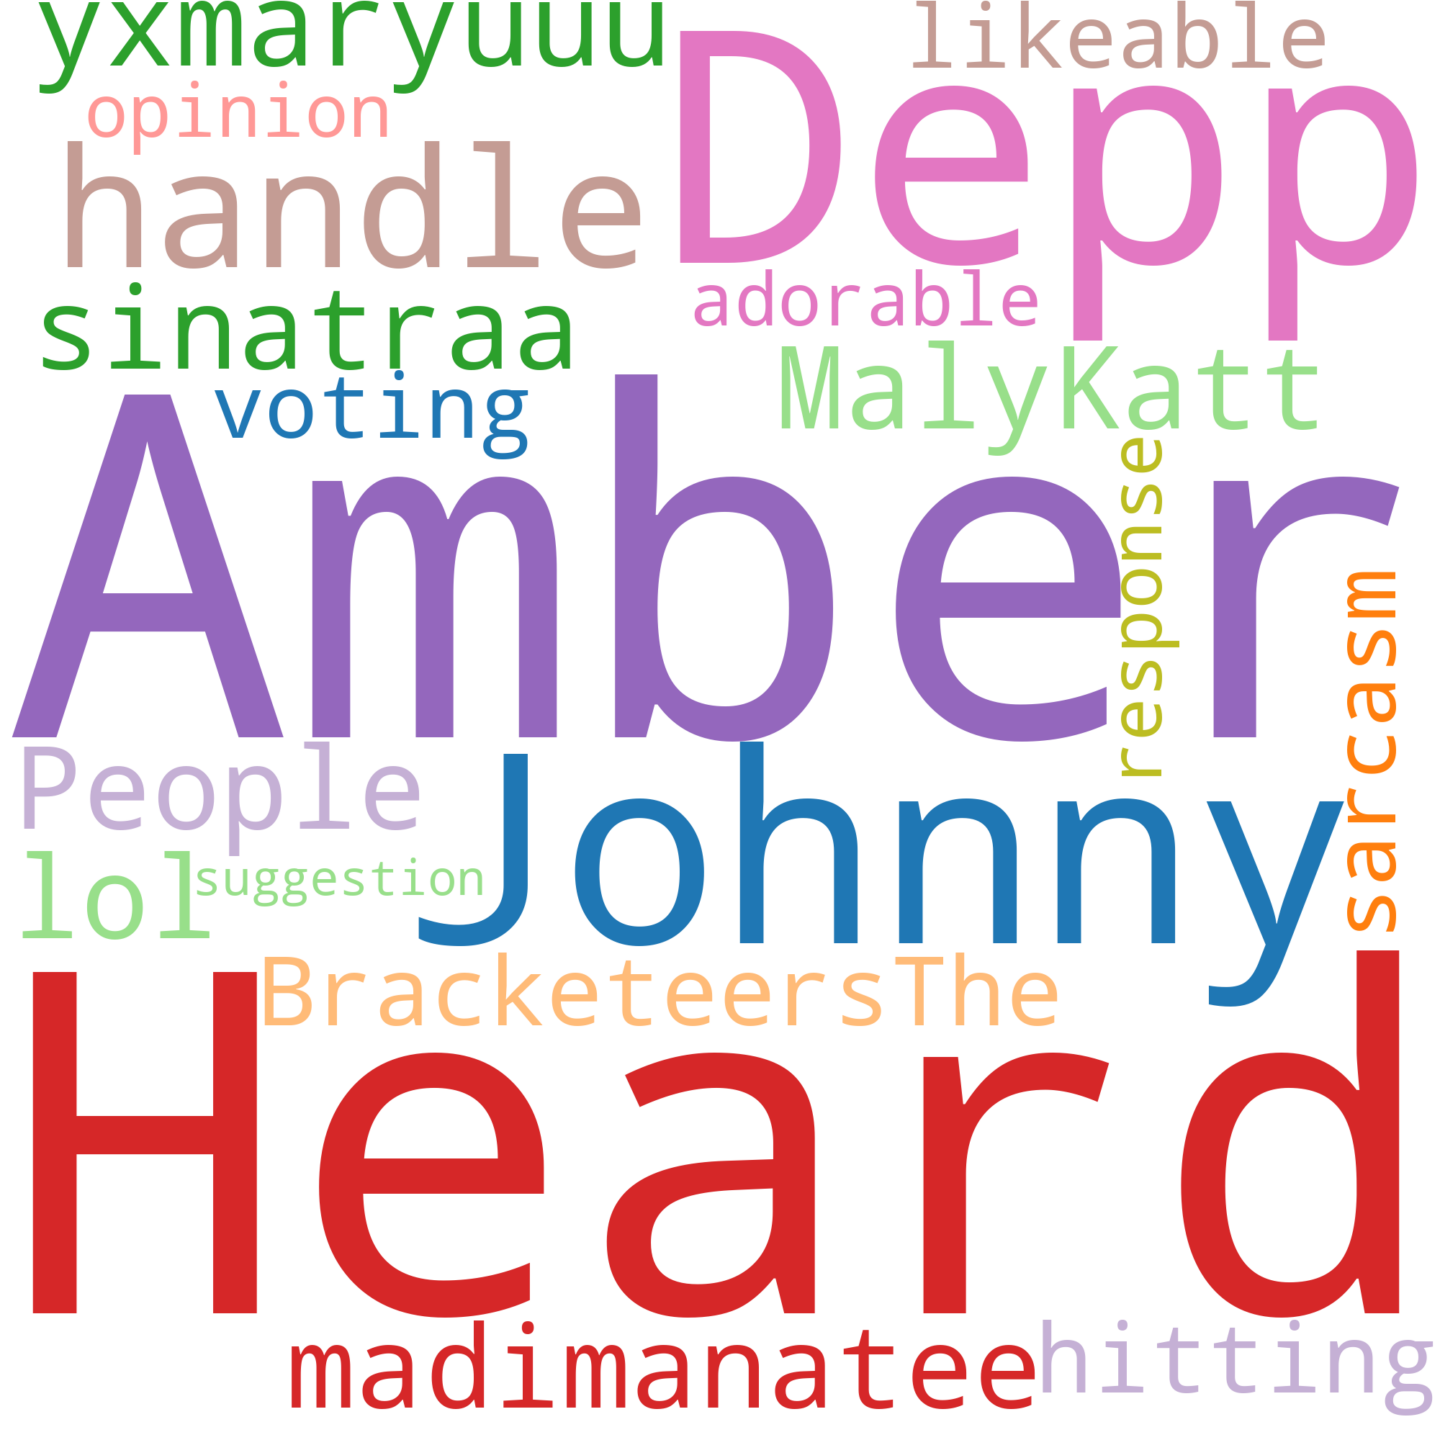 yxmaryuuu
likeable
Depp
opinion
handle
adorable
sinatraa
MalyKatt
voting
Amber
response
sarcasm
People
Johnny
lol
suggestion
BracketeersThe
Heard
madimanatee
hitting